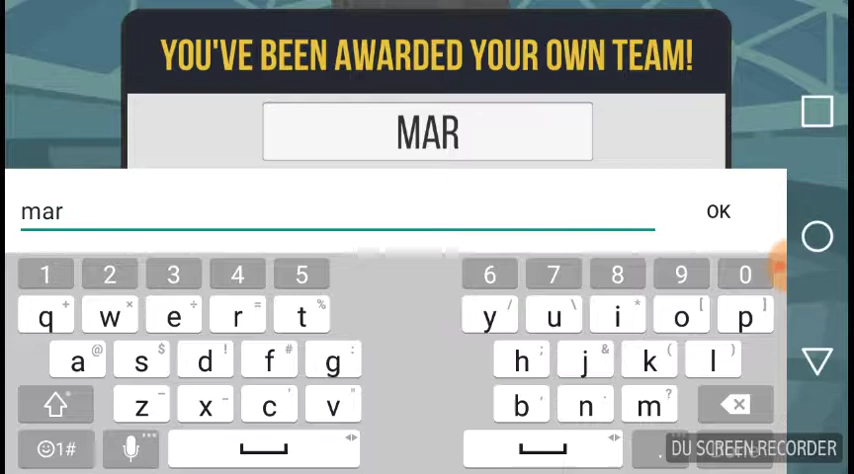 YOU'VE BEEN AWARDED YOUR OWN TEAM!
MAR
mar
OK
1 2 3 4 5 6 7 8 9 0
q + w × e ÷ r = t % y / u \ i * o [ p ]
a @ s $ d ! f # g : h ; j & k ( l )
z - x - c ' v " b , n . m ?
1# .
DU SCREEN RECORDER